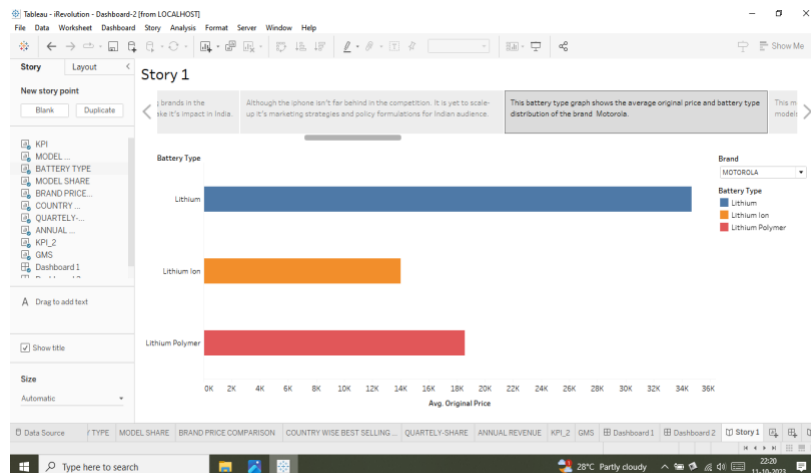 Tableau - iRevolution - Dashboard-2 [from LOCALHOST]
File Data Worksheet Dashboard Story Analysis Format Server Window Help
Show Me
Story Layout
New story point
Blank Duplicate
KPI
MODEL ...
BATTERY TYPE
MODEL SHARE
BRAND PRICE...
COUNTRY ...
QUARTELY-...
ANNUAL ...
KPI_2
GMS
Dashboard 1
A Drag to add text
Show title
Size
Automatic
Story 1
brands in the
ake it's impact in India.
Although the iphone isn't far behind in the competition. It is yet to scale-
up it's marketing strategies and policy formulations for Indian audience.
This battery type graph shows the average original price and battery type
distribution of the brand Motorola.
This m
model
Battery Type
Lithium
Lithium Ion
Lithium Polymer
0K 2K 4K 6K 8K 10K 12K 14K 16K 18K 20K 22K 24K 26K 28K 30K 32K 34K 36K
Avg. Original Price
Brand
MOTOROLA
Battery Type
Lithium
Lithium Ion
Lithium Polymer
Data Source Y TYPE MODEL SHARE BRAND PRICE COMPARISON COUNTRY WISE BEST SELLING ... QUARTELY-SHARE ANNUAL REVENUE KPI_2 GMS Dashboard 1 Dashboard 2 Story 1
Type here to search
28°C Partly cloudy
22:20